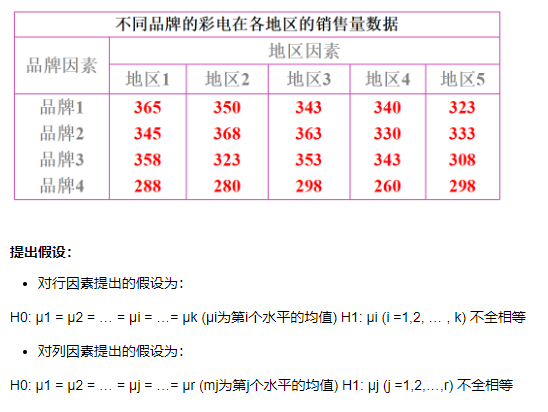 不同品牌的彩电在各地区的销售量数据
品牌因素 地区因素
地区1 地区2 地区3 地区4 地区5
品牌1 365 350 343 340 323
品牌2 345 368 363 330 333
品牌3 358 323 353 343 308
品牌4 288 280 298 260 298
提出假设：
• 对行因素提出的假设为：
H0: μ1 = μ2 = … = μi = …= μk (μi为第i个水平的均值) H1: μi (i =1,2, … , k) 不全相等
• 对列因素提出的假设为：
H0: μ1 = μ2 = … = μj = …= μr (mj为第j个水平的均值) H1: μj (j =1,2,…,r) 不全相等